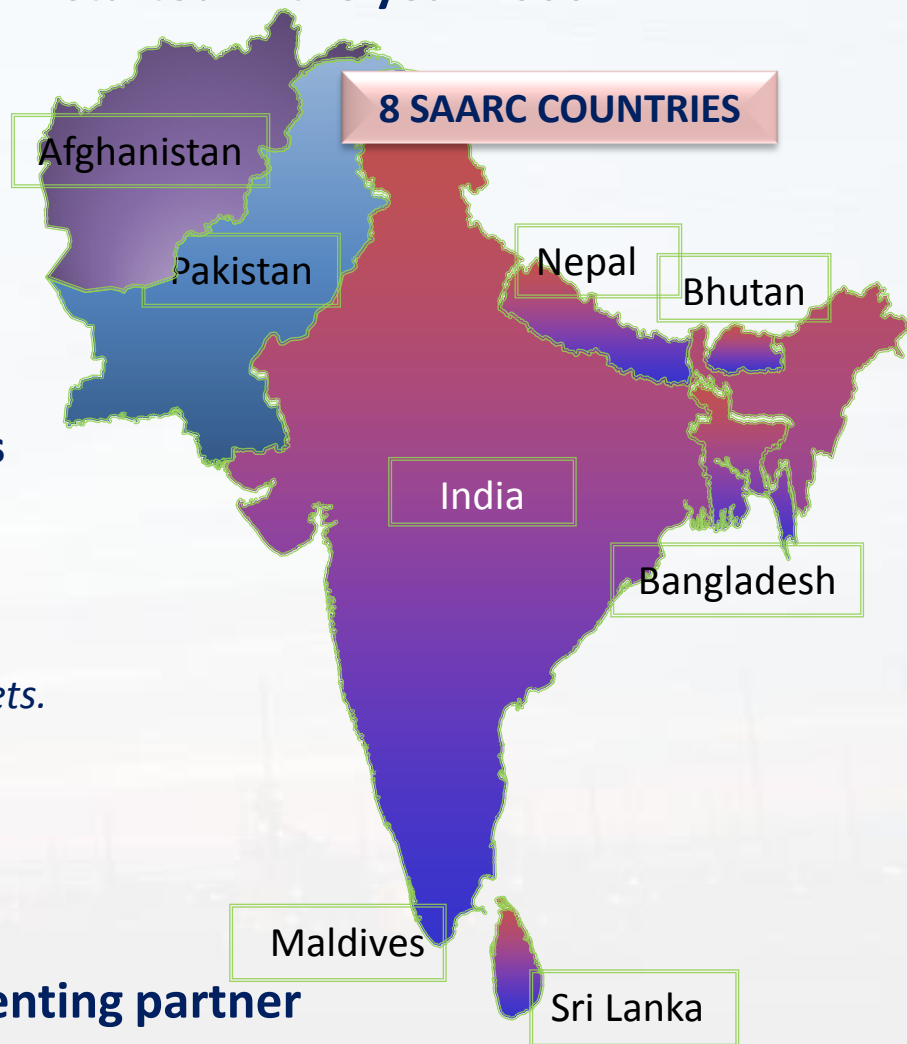 8 SAARC COUNTRIES
Afghanistan
Pakistan
Nepal
Bhutan
s
India
Bangladesh
ets.
Maldives
enting partner
Sri Lanka